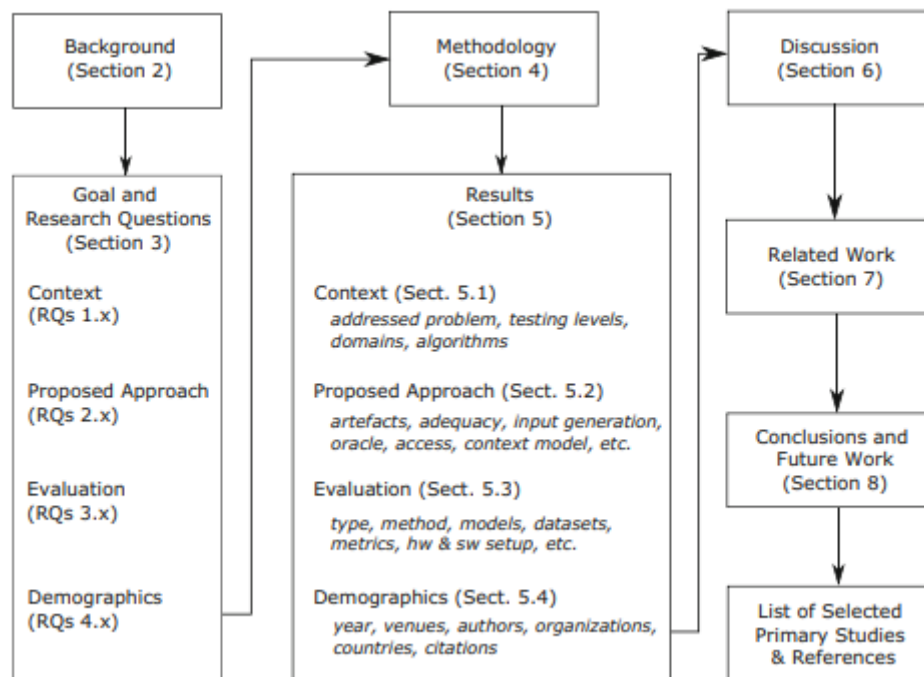 Background
(Section 2)
Goal and
Research Questions
(Section 3)
Context
(RQs 1.x)
Proposed Approach
(RQs 2.x)
Evaluation
(RQs 3.x)
Demographics
(RQs 4.x)
Methodology
(Section 4)
Results
(Section 5)
Context (Sect. 5.1)
addressed problem, testing levels,
domains, algorithms
Proposed Approach (Sect. 5.2)
artefacts, adequacy, input generation,
oracle, access, context model, etc.
Evaluation (Sect. 5.3)
type, method, models, datasets,
metrics, hw & sw setup, etc.
Demographics (Sect. 5.4)
year, venues, authors, organizations,
countries, citations
Discussion
(Section 6)
Related Work
(Section 7)
Conclusions and
Future Work
(Section 8)
List of Selected
Primary Studies
& References